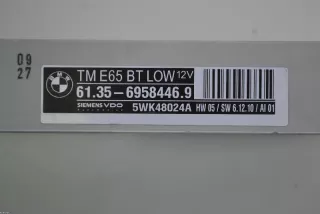 09
27
BMW
TM E65 BT LOW 12V
61.35-6958446.9
SIEMENS VDO
5WK48024A HW 05 / SW 6.12.10 / AI 01